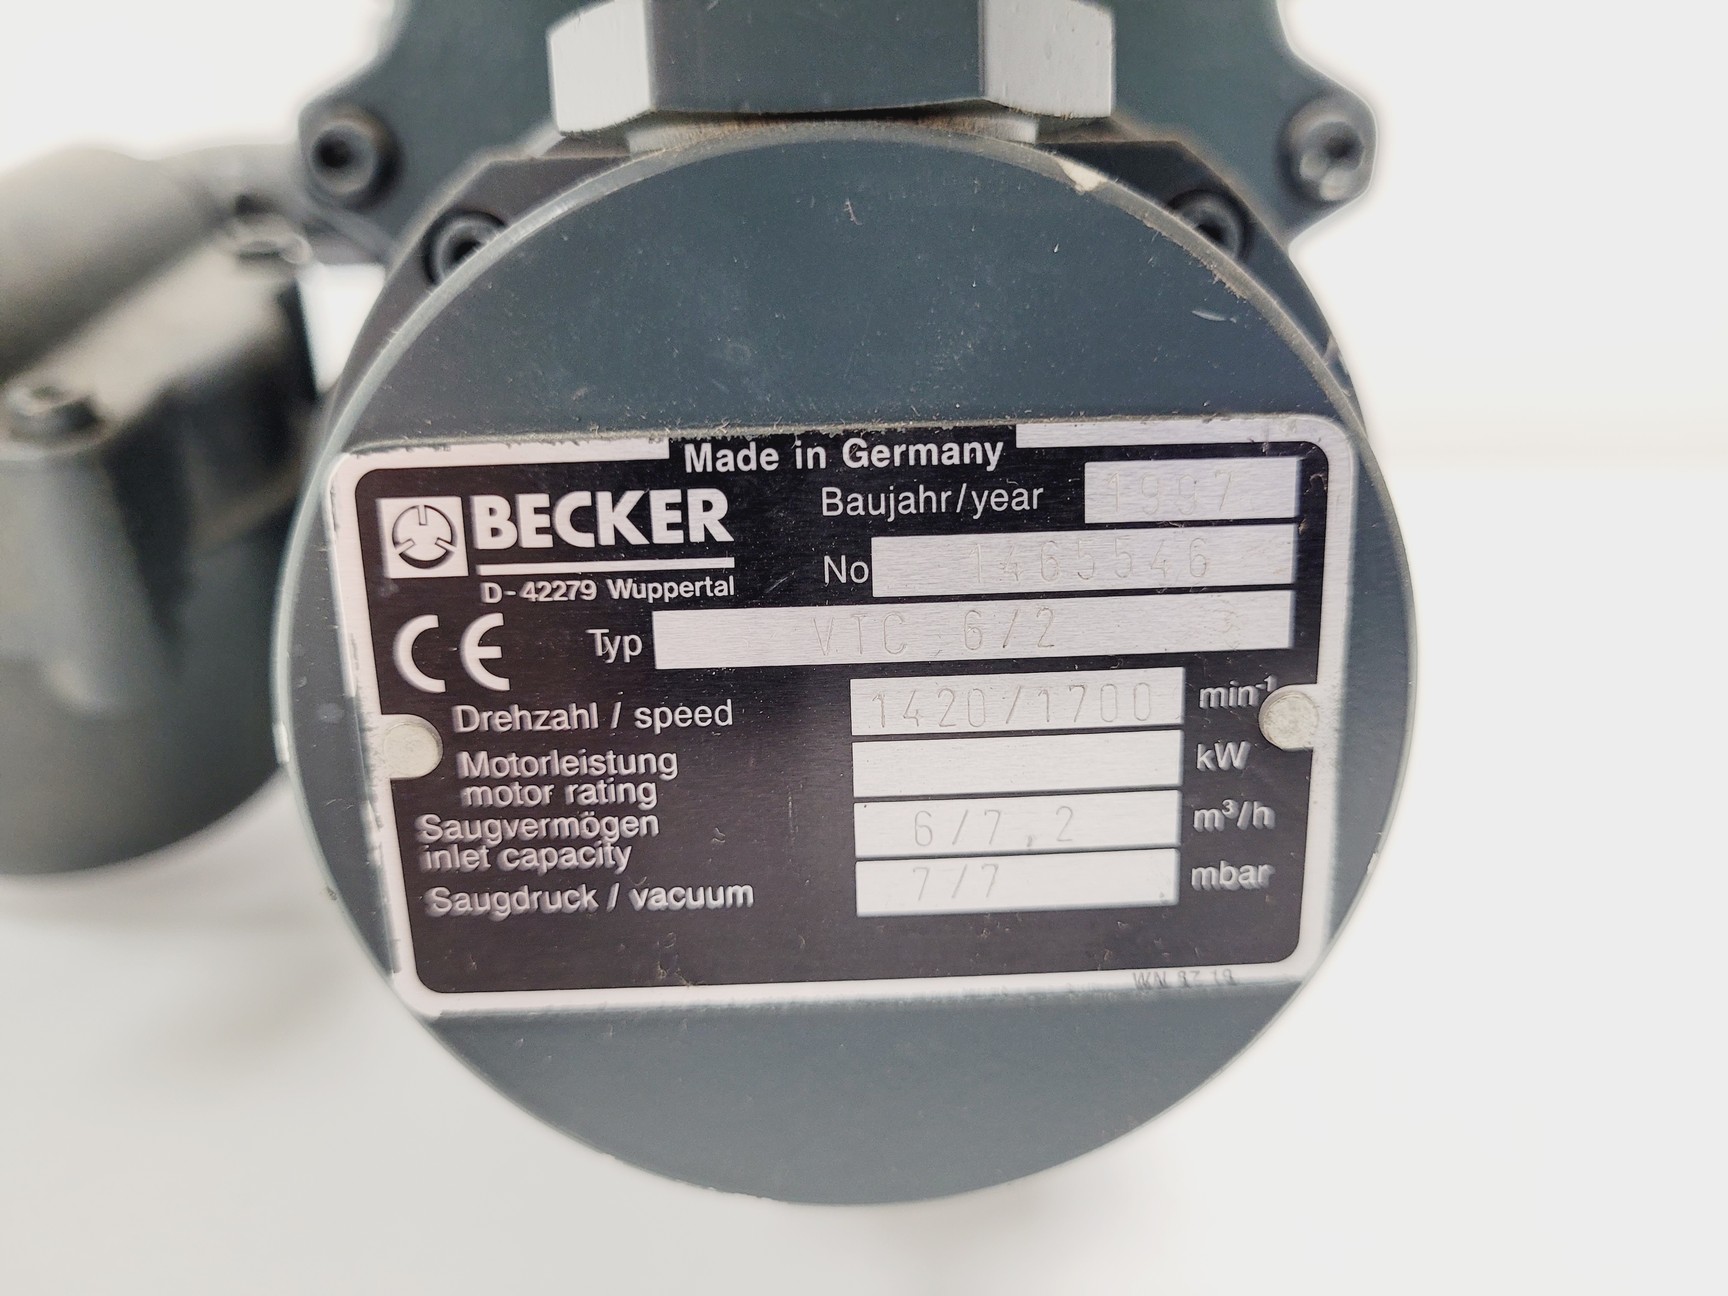 Made in Germany
BECKER
D-42279 Wuppertal
Baujahr/year 1997
No 1465546
CE
Typ VTC 6/2
Drehzahl / speed 1420/1700 min-1
Motorleistung
motor rating kW
Saugvermögen
inlet capacity 6/7,2 m³/h
Saugdruck / vacuum 7/7 mbar